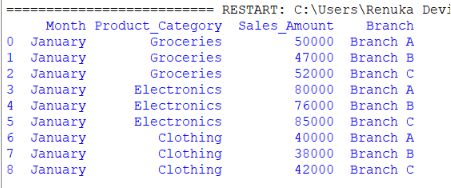 ========================== RESTART: C:\Users\Renuka Devi
Month Product_Category Sales_Amount Branch
0 January Groceries 50000 Branch A
1 January Groceries 47000 Branch B
2 January Groceries 52000 Branch C
3 January Electronics 80000 Branch A
4 January Electronics 76000 Branch B
5 January Electronics 85000 Branch C
6 January Clothing 40000 Branch A
7 January Clothing 38000 Branch B
8 January Clothing 42000 Branch C